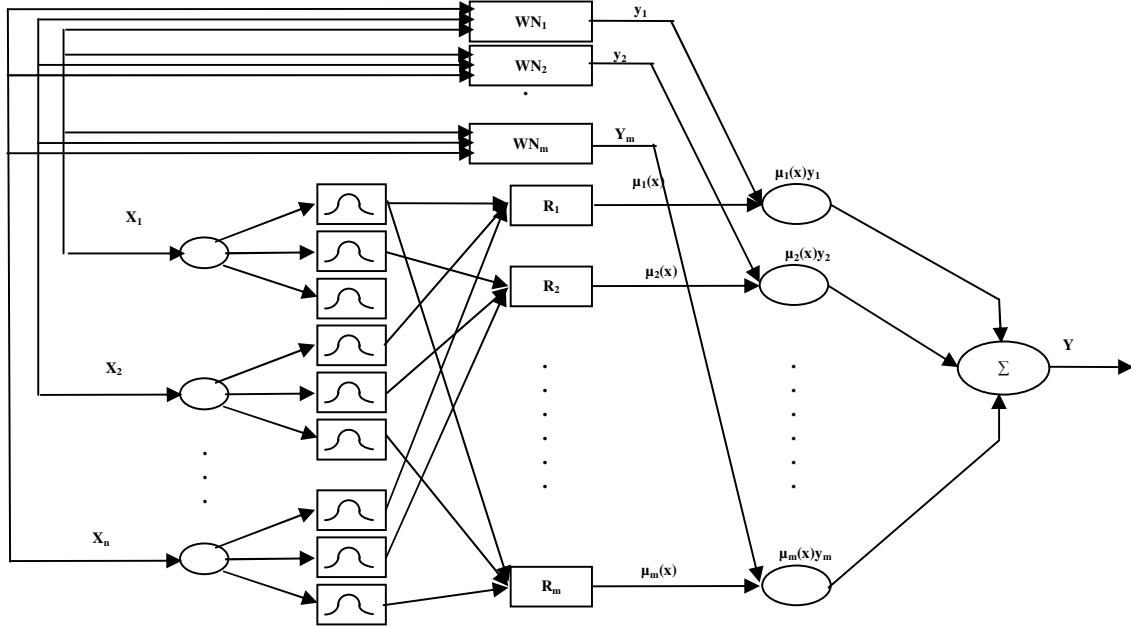 WN₁
y₁
WN₂
y₂
WNₘ
Yₘ
X₁
R₁
μ₁(x)
μ₁(x)y₁
R₂
μ₂(x)
μ₂(x)y₂
X₂
Σ
Y
Xₙ
Rₘ
μₘ(x)
μₘ(x)yₘ